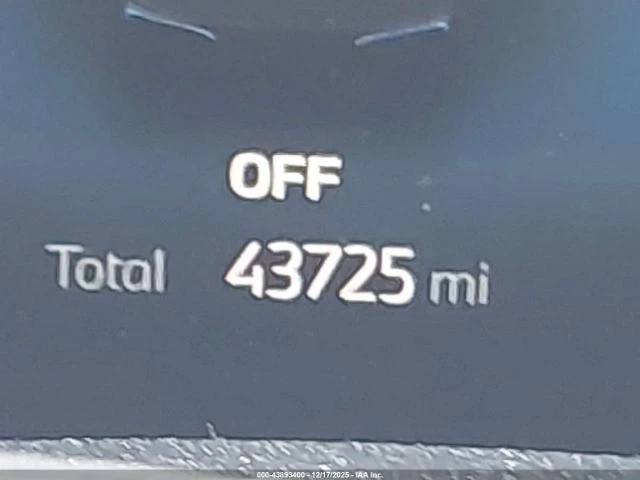 OFF
Total 43725 mi
000-43893400 - 12/17/2025 - IAA Inc.